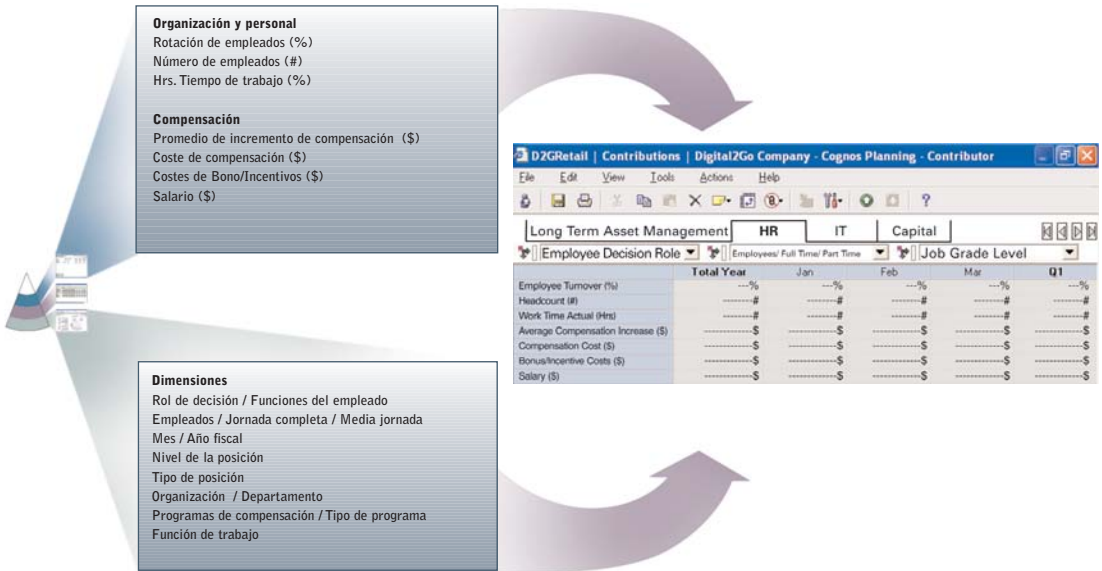 Organización y personal
Rotación de empleados (%)
Número de empleados (#)
Hrs. Tiempo de trabajo (%)
Compensación
Promedio de incremento de compensación ($)
Coste de compensación ($)
Costes de Bono/Incentivos ($)
Salario ($)
Dimensiones
Rol de decisión / Funciones del empleado
Empleados / Jornada completa / Media jornada
Mes / Año fiscal
Nivel de la posición
Tipo de posición
Organización / Departamento
Programas de compensación / Tipo de programa
Función de trabajo
D2GRetail | Contributions | Digital2Go Company - Cognos Planning - Contributor
File Edit View Tools Actions Help
Long Term Asset Management HR IT Capital
Employee Decision Role Employees/ Full Time/ Part Time Job Grade Level
Total Year Jan Feb Mar Q1
Employee Turnover (%) ---% ---% ---% ---% ---%
Headcount (#) --------# --------# --------# --------# --------#
Work Time Actual (Hrs) --------# --------# --------# --------# --------#
Average Compensation Increase ($) ------------$ ------------$ ------------$ ------------$ ------------$
Compensation Cost ($) ------------$ ------------$ ------------$ ------------$ ------------$
Bonus/Incentive Costs ($) ------------$ ------------$ ------------$ ------------$ ------------$
Salary ($) ------------$ ------------$ ------------$ ------------$ ------------$